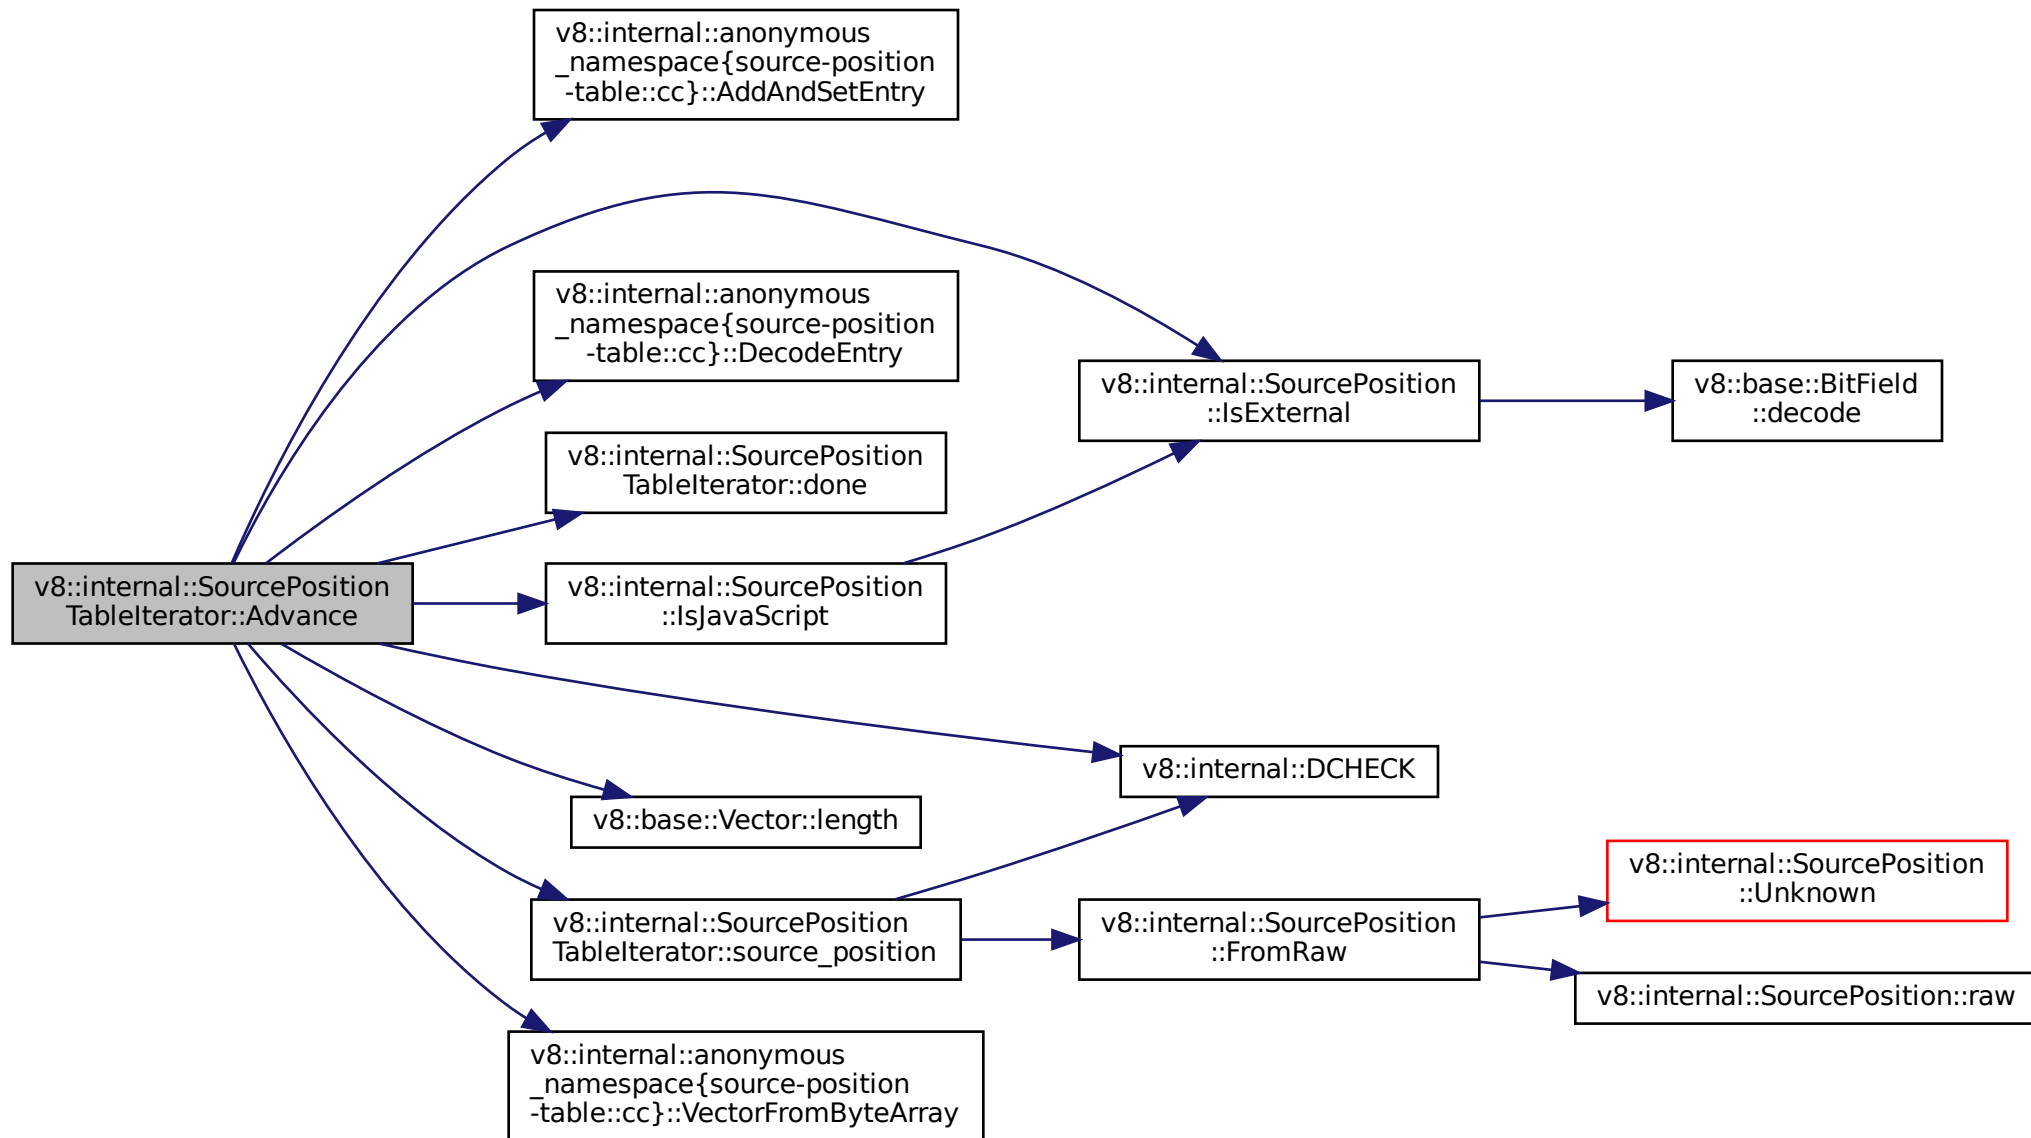 v8::internal::anonymous
_namespace{source-position
-table::cc}::AddAndSetEntry
v8::internal::anonymous
_namespace{source-position
-table::cc}::DecodeEntry
v8::internal::SourcePosition
::IsExternal
v8::base::BitField
::decode
v8::internal::SourcePosition
TableIterator::done
v8::internal::SourcePosition
TableIterator::Advance
v8::internal::SourcePosition
::IsJavaScript
v8::internal::DCHECK
v8::base::Vector::length
v8::internal::SourcePosition
::Unknown
v8::internal::SourcePosition
TableIterator::source_position
v8::internal::SourcePosition
::FromRaw
v8::internal::SourcePosition::raw
v8::internal::anonymous
_namespace{source-position
-table::cc}::VectorFromByteArray